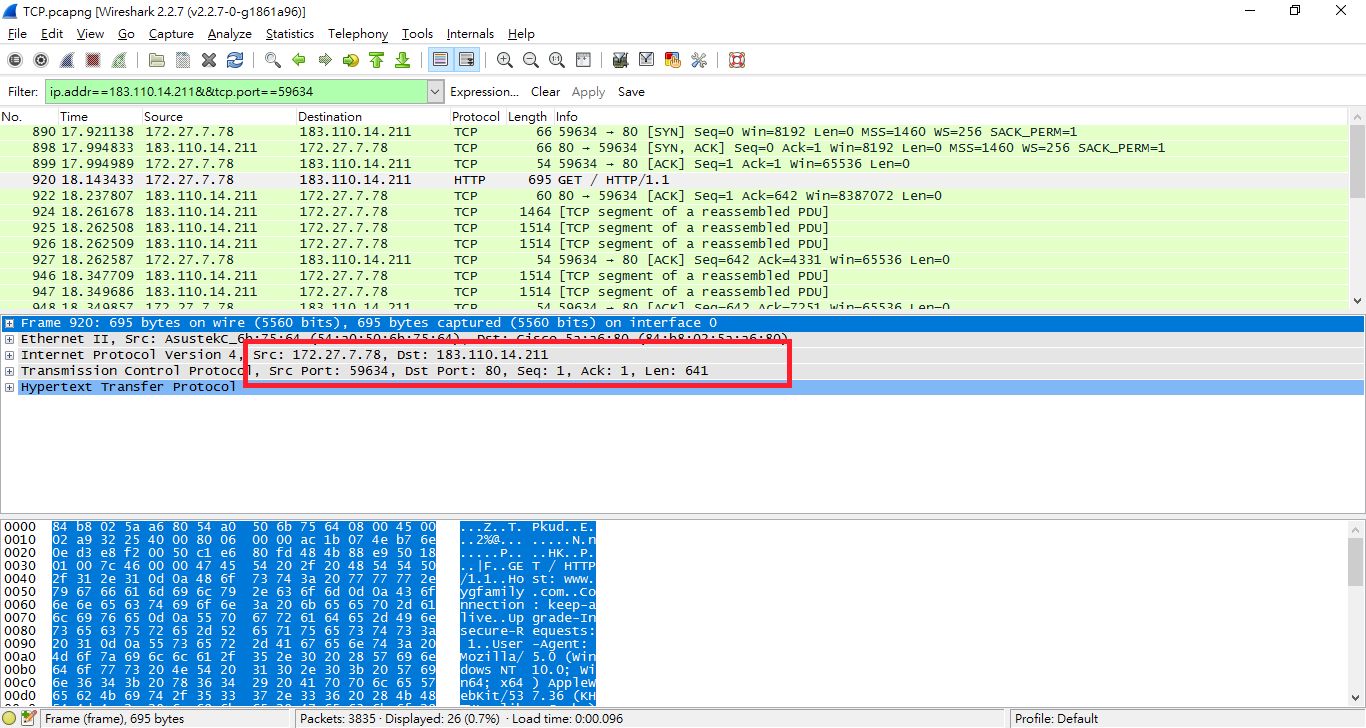 TCP.pcapng [Wireshark 2.2.7 (v2.2.7-0-g1861a96)]
File Edit View Go Capture Analyze Statistics Telephony Tools Internals Help
Filter: ip.addr==183.110.14.211&&tcp.port==59634 Expression... Clear Apply Save
No. Time Source Destination Protocol Length Info
890 17.921138 172.27.7.78 183.110.14.211 TCP 66 59634 → 80 [SYN] Seq=0 Win=8192 Len=0 MSS=1460 WS=256 SACK_PERM=1
898 17.994833 183.110.14.211 172.27.7.78 TCP 66 80 → 59634 [SYN, ACK] Seq=0 Ack=1 Win=8192 Len=0 MSS=1460 WS=256 SACK_PERM=1
899 17.994989 172.27.7.78 183.110.14.211 TCP 54 59634 → 80 [ACK] Seq=1 Ack=1 Win=65536 Len=0
920 18.143433 172.27.7.78 183.110.14.211 HTTP 695 GET / HTTP/1.1
922 18.237807 183.110.14.211 172.27.7.78 TCP 60 80 → 59634 [ACK] Seq=1 Ack=642 Win=8387072 Len=0
924 18.261678 183.110.14.211 172.27.7.78 TCP 1464 [TCP segment of a reassembled PDU]
925 18.262508 183.110.14.211 172.27.7.78 TCP 1514 [TCP segment of a reassembled PDU]
926 18.262509 183.110.14.211 172.27.7.78 TCP 1514 [TCP segment of a reassembled PDU]
927 18.262587 172.27.7.78 183.110.14.211 TCP 54 59634 → 80 [ACK] Seq=642 Ack=4331 Win=65536 Len=0
946 18.347709 183.110.14.211 172.27.7.78 TCP 1514 [TCP segment of a reassembled PDU]
947 18.349686 183.110.14.211 172.27.7.78 TCP 1514 [TCP segment of a reassembled PDU]
948 18.349857 172.27.7.78 183.110.14.211 TCP 54 59634 → 80 [ACK] Seq=642 Ack=7251 Win=65536 Len=0
Frame 920: 695 bytes on wire (5560 bits), 695 bytes captured (5560 bits) on interface 0
Ethernet II, Src: AsustekC_6b:75:64 (54:a0:50:6b:75:64), Dst: Cisco_5a:a6:80 (84:b8:02:5a:a6:80)
Internet Protocol Version 4, Src: 172.27.7.78, Dst: 183.110.14.211
Transmission Control Protocol, Src Port: 59634, Dst Port: 80, Seq: 1, Ack: 1, Len: 641
Hypertext Transfer Protocol
0000 84 b8 02 5a a6 80 54 a0 50 6b 75 64 08 00 45 00 ...Z..T. Pkud..E.
0010 02 a9 32 25 40 00 80 06 00 00 ac 1b 07 4e b7 6e ..2%@... .....N.n
0020 0e d3 e8 f2 00 50 c1 e6 80 fd 48 4b 88 e9 50 18 .....P.. ..HK..P.
0030 01 00 7c 46 00 00 47 45 54 20 2f 20 48 54 54 50 ..|F..GE T / HTTP
0040 2f 31 2e 31 0d 0a 48 6f 73 74 3a 20 77 77 77 2e /1.1..Ho st: www.
0050 79 67 66 61 6d 69 6c 79 2e 63 6f 6d 0d 0a 43 6f ygfamily .com..Co
0060 6e 6e 65 63 74 69 6f 6e 3a 20 6b 65 65 70 2d 61 nnection : keep-a
0070 6c 69 76 65 0d 0a 55 70 67 72 61 64 65 2d 49 6e live..Up grade-In
0080 73 65 63 75 72 65 2d 52 65 71 75 65 73 74 73 3a secure-R equests:
0090 20 31 0d 0a 55 73 65 72 2d 41 67 65 6e 74 3a 20 1..User -Agent:
00a0 4d 6f 7a 69 6c 6c 61 2f 35 2e 30 20 28 57 69 6e Mozilla/ 5.0 (Win
00b0 64 6f 77 73 20 4e 54 20 31 30 2e 30 3b 20 57 69 dows NT 10.0; Wi
00c0 6e 36 34 3b 20 78 36 34 29 20 41 70 70 6c 65 57 n64; x64 ) AppleW
00d0 65 62 4b 69 74 2f 35 33 37 2e 33 36 20 28 4b 48 ebKit/53 7.36 (KH
Frame (frame), 695 bytes Packets: 3835 · Displayed: 26 (0.7%) · Load time: 0:00.096 Profile: Default